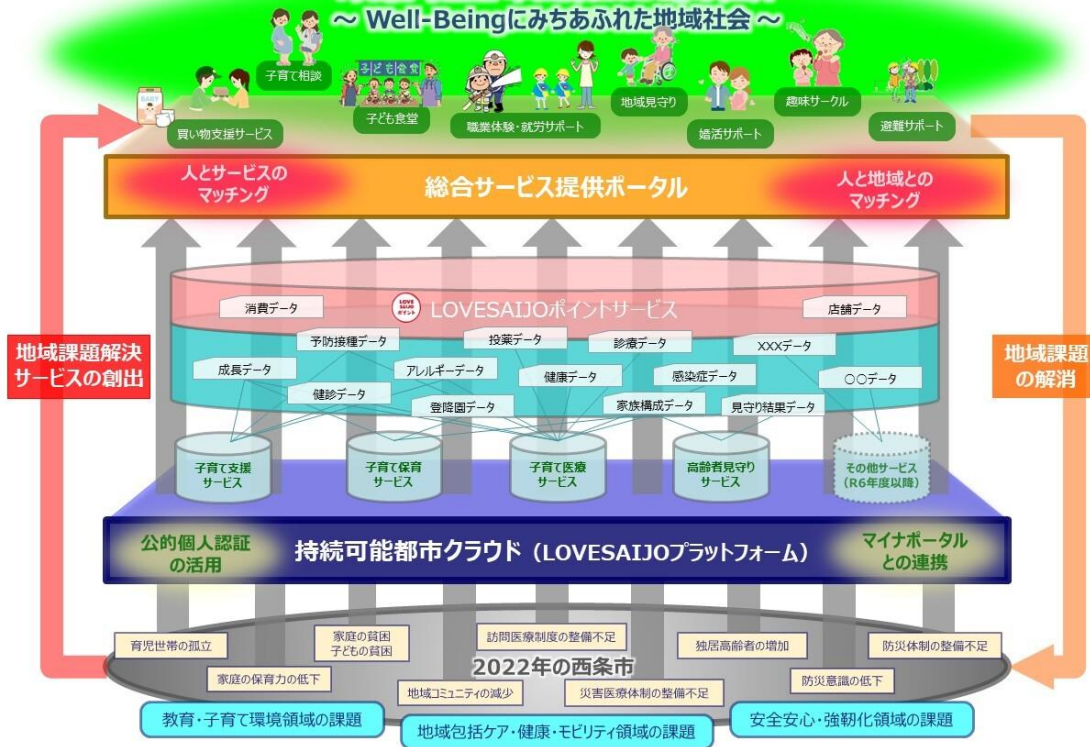 ～ Well-Beingにみちあふれた地域社会 ～
子育て相談
子ども食堂
BABY
買い物支援サービス
子ども食堂
職業体験・就労サポート
地域見守り
婚活サポート
趣味サークル
避難サポート
人とサービスの
マッチング
総合サービス提供ポータル
人と地域との
マッチング
地域課題解決
サービスの創出
地域課題
の解消
消費データ
LOVE
SAIJO
ポイント
LOVESAIJOポイントサービス
店舗データ
予防接種データ
投薬データ
診療データ
XXXデータ
成長データ
アレルギーデータ
健康データ
感染症データ
○○データ
健診データ
登降園データ
家族構成データ
見守り結果データ
子育て支援
サービス
子育て保育
サービス
子育て医療
サービス
高齢者見守り
サービス
その他サービス
（R6年度以降）
公的個人認証
の活用
持続可能都市クラウド（LOVESAIJOプラットフォーム）
マイナポータル
との連携
育児世帯の孤立
家庭の貧困
子どもの貧困
訪問医療制度の整備不足
独居高齢者の増加
防災体制の整備不足
2022年の西条市
家庭の保育力の低下
地域コミュニティの減少
災害医療体制の整備不足
防災意識の低下
教育・子育て環境領域の課題
地域包括ケア・健康・モビリティ領域の課題
安全安心・強靭化領域の課題